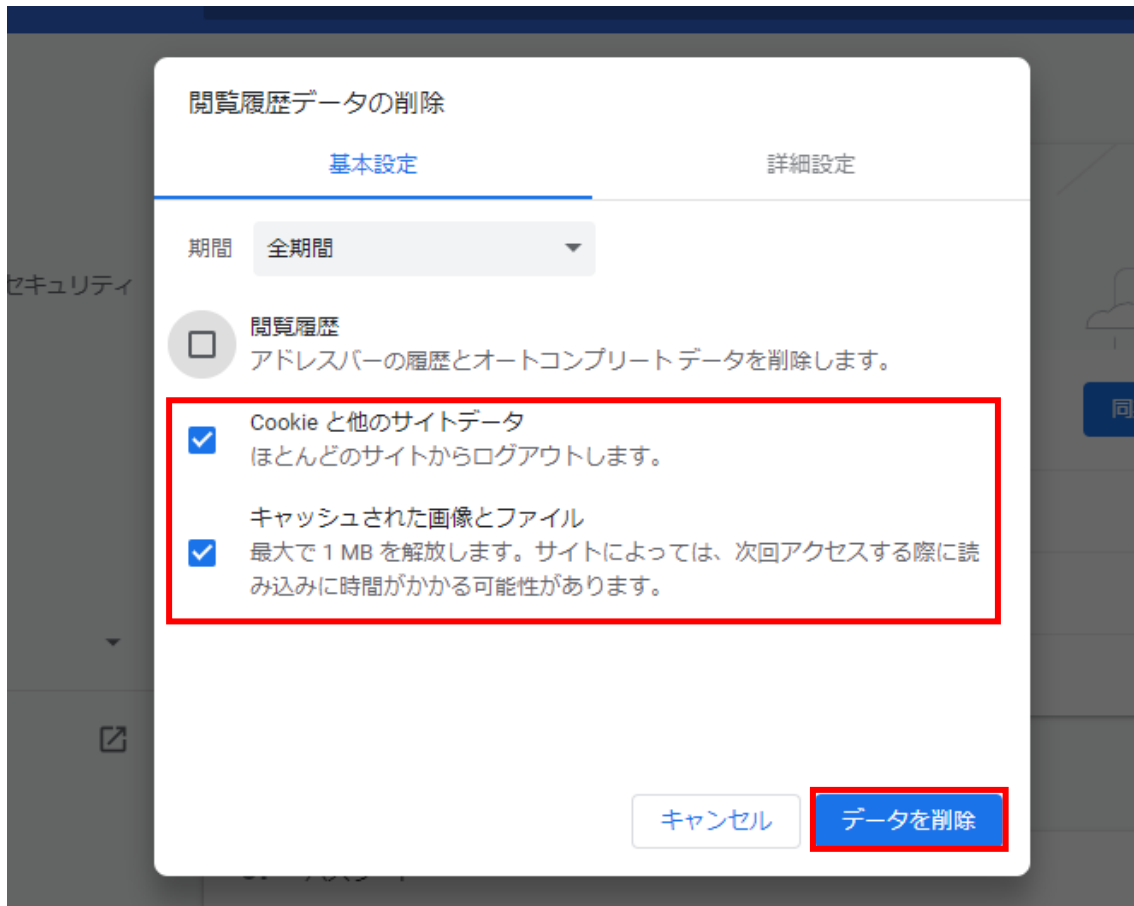 閲覧履歴データの削除
基本設定
詳細設定
期間
全期間
セキュリティ
閲覧履歴
アドレスバーの履歴とオートコンプリート データを削除します。
Cookie と他のサイトデータ
同
ほとんどのサイトからログアウトします。
キャッシュされた画像とファイル
最大で 1 MB を解放します。サイトによっては、次回アクセスする際に読
み込みに時間がかかる可能性があります。
キャンセル
データを削除